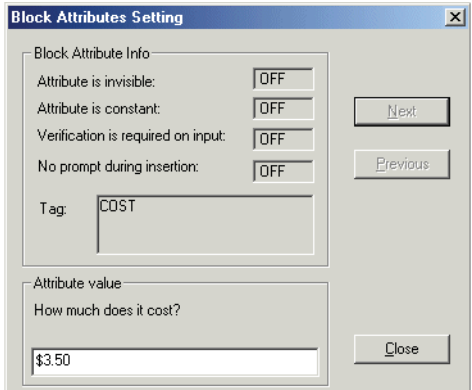 Block Attributes Setting
Block Attribute Info
Attribute is invisible: OFF
Attribute is constant: OFF
Next
Verification is required on input: OFF
No prompt during insertion: OFF
Previous
Tag: COST
Attribute value
How much does it cost?
Close
$3.50